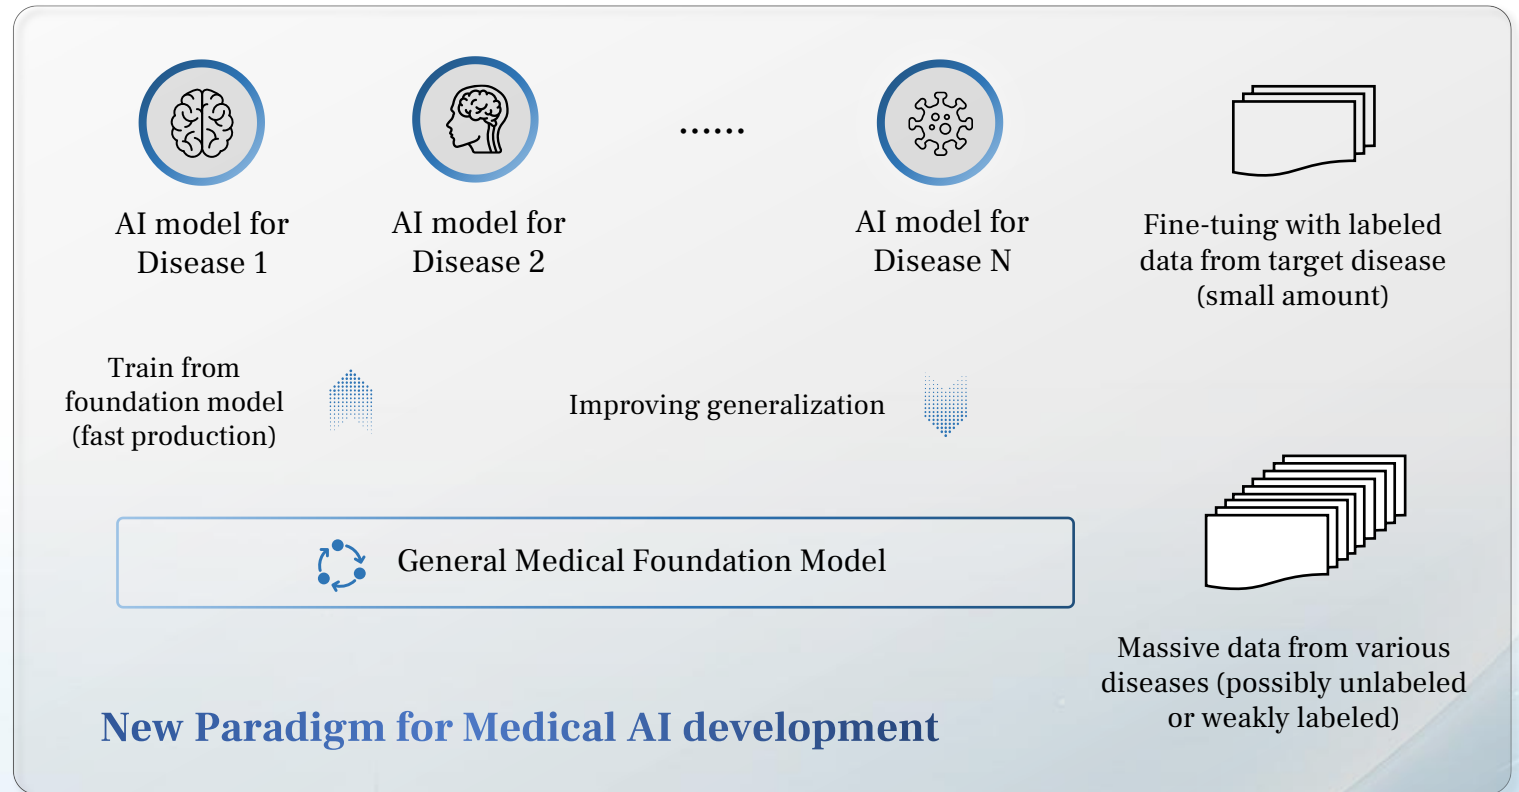 ......
AI model for
Disease 1
AI model for
Disease 2
AI model for
Disease N
Fine-tuing with labeled
data from target disease
(small amount)
Train from
foundation model
(fast production)
Improving generalization
General Medical Foundation Model
Massive data from various
diseases (possibly unlabeled
or weakly labeled)
New Paradigm for Medical AI development